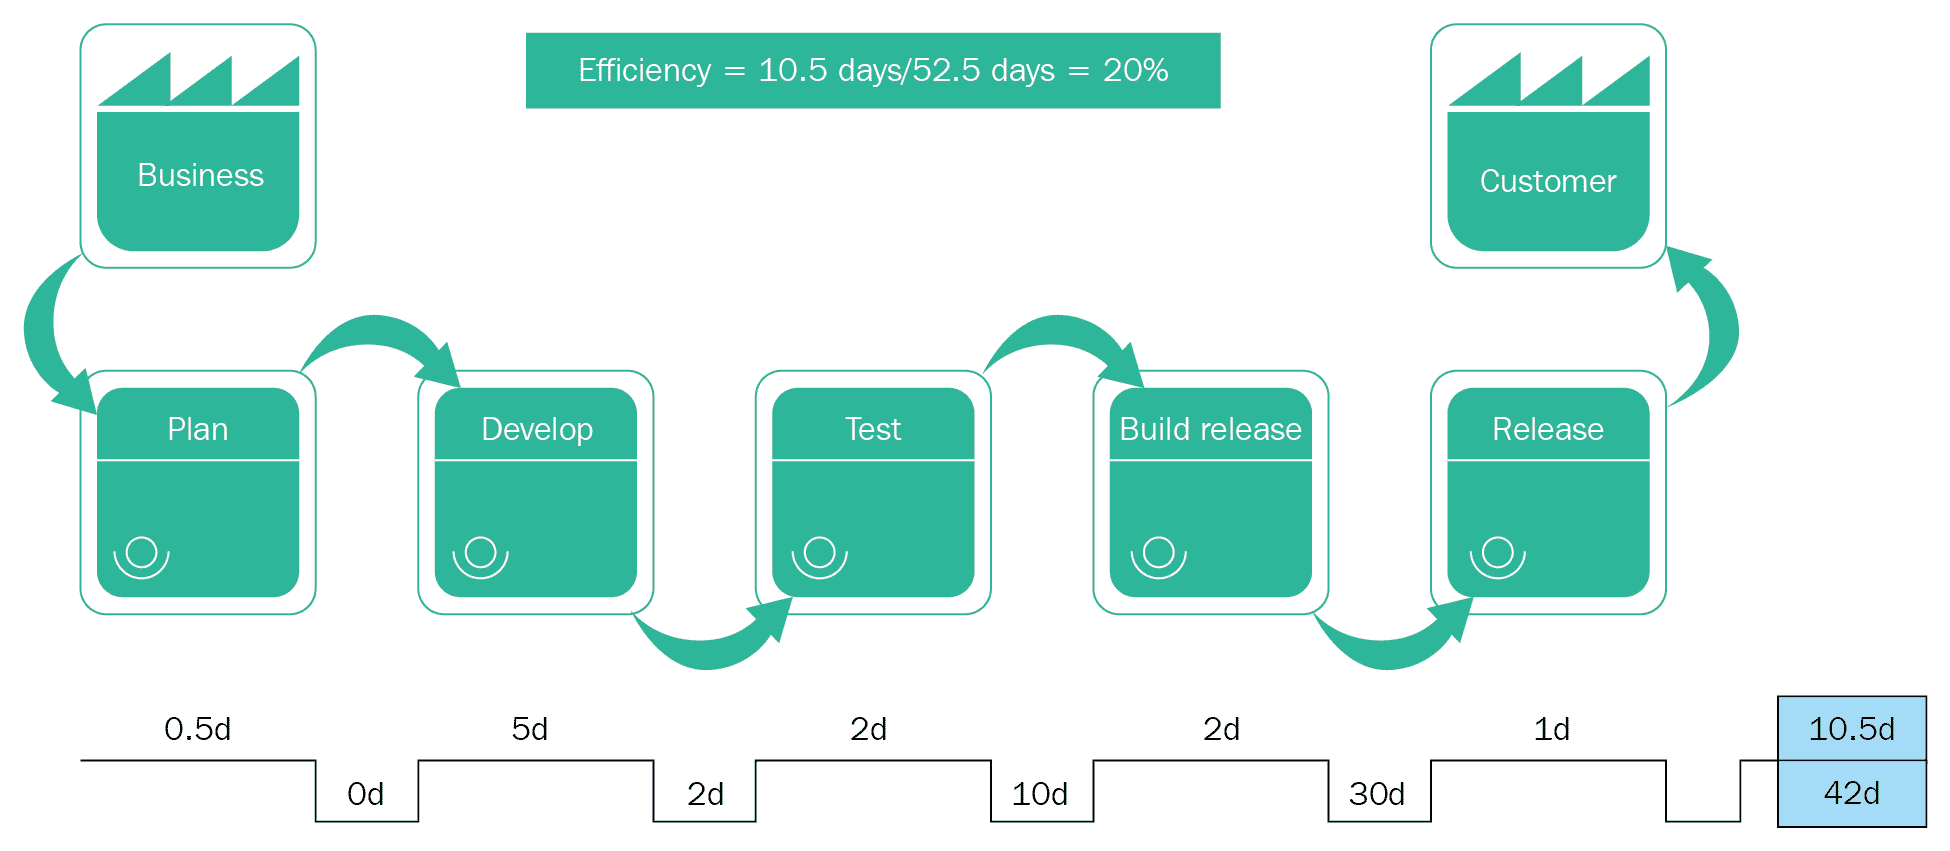 Efficiency = 10.5 days/52.5 days = 20%
Business
Customer
Plan
Develop
Test
Build release
Release
0.5d
5d
2d
2d
1d
10.5d
0d
2d
10d
30d
42d